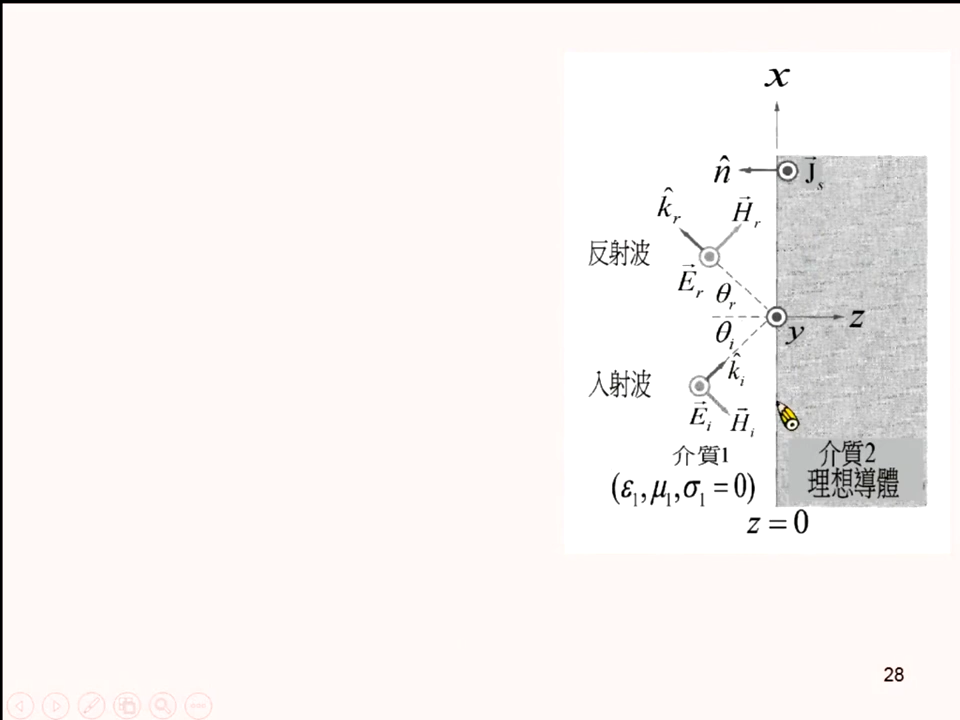 x
n̂ J⃗ₛ
k̂ᵣ H⃗ᵣ
反射波
E⃗ᵣ θᵣ
z
y
θᵢ
k̂ᵢ
入射波
E⃗ᵢ H⃗ᵢ
介質1
(ε₁,μ₁,σ₁=0)
介質2
理想導體
z=0
28